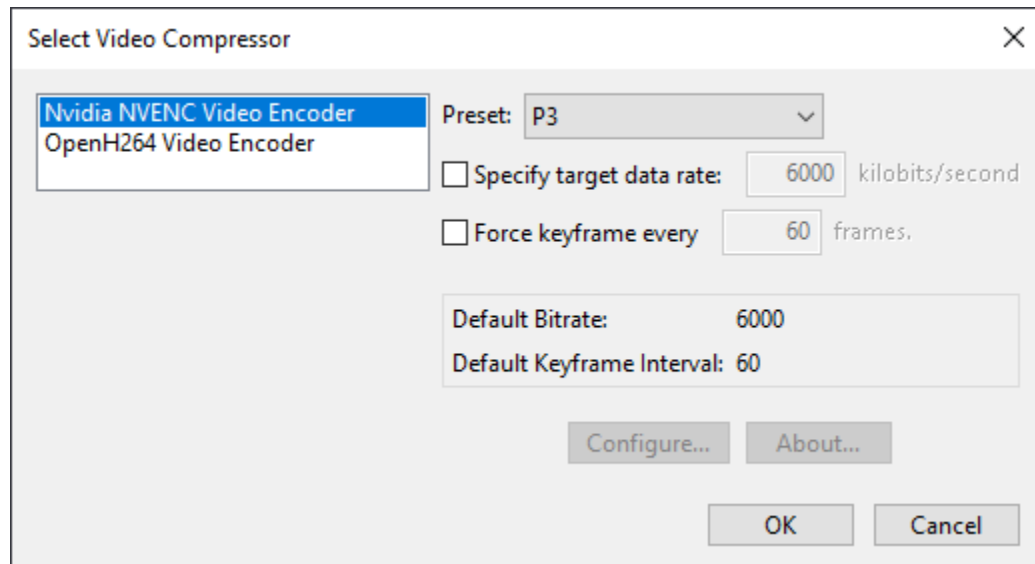 Select Video Compressor
Nvidia NVENC Video Encoder
OpenH264 Video Encoder
Preset: P3
Specify target data rate: 6000 kilobits/second
Force keyframe every 60 frames.
Default Bitrate: 6000
Default Keyframe Interval: 60
Configure... About...
OK Cancel